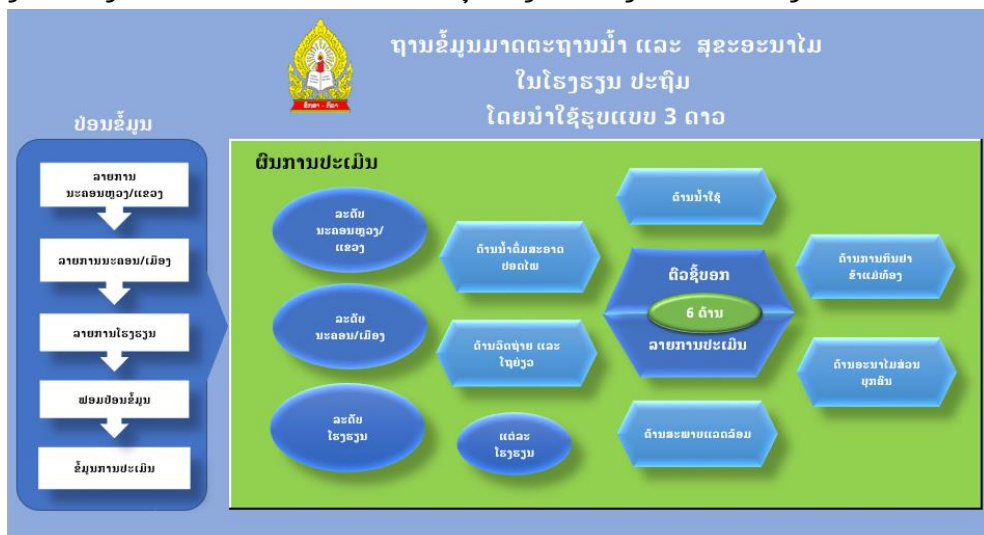 ຖານຂໍ້ມູນມາດຕະຖານນ້ຳ ແລະ ສຸຂະອະນາໄມ
ໃນໂຮງຮຽນ ປະຖົມ
ໂດຍນຳໃຊ້ຮູບແບບ 3 ດາວ
ສຶກສາ - ກິລາ
ປ່ອນຂໍ້ມູນ
ລາຍການ
ນະຄອນຫຼວງ/ແຂວງ
ລາຍການນະຄອນ/ເມືອງ
ລາຍການໂຮງຮຽນ
ຟອມປ່ອນຂໍ້ມູນ
ຂໍ້ມູນການປະເມີນ
ຜົນການປະເມີນ
ລະດັບ
ນະຄອນຫຼວງ/
ແຂວງ
ລະດັບ
ນະຄອນ/ເມືອງ
ລະດັບ
ໂຮງຮຽນ
ດ້ານນ້ຳດື່ມສະອາດ
ປອດໄພ
ດ້ານວິດຖ່າຍ ແລະ
ໂຖຍ່ຽວ
ແຕ່ລະ
ໂຮງຮຽນ
ດ້ານນ້ຳໃຊ້
ຕົວຊີ້ບອກ
6 ດ້ານ
ລາຍການປະເມີນ
ດ້ານສະພາບແວດລ້ອມ
ດ້ານການກິນຢາ
ຂ້າແມ່ທ້ອງ
ດ້ານອະນາໄມສ່ວນ
ບຸກຄົນ